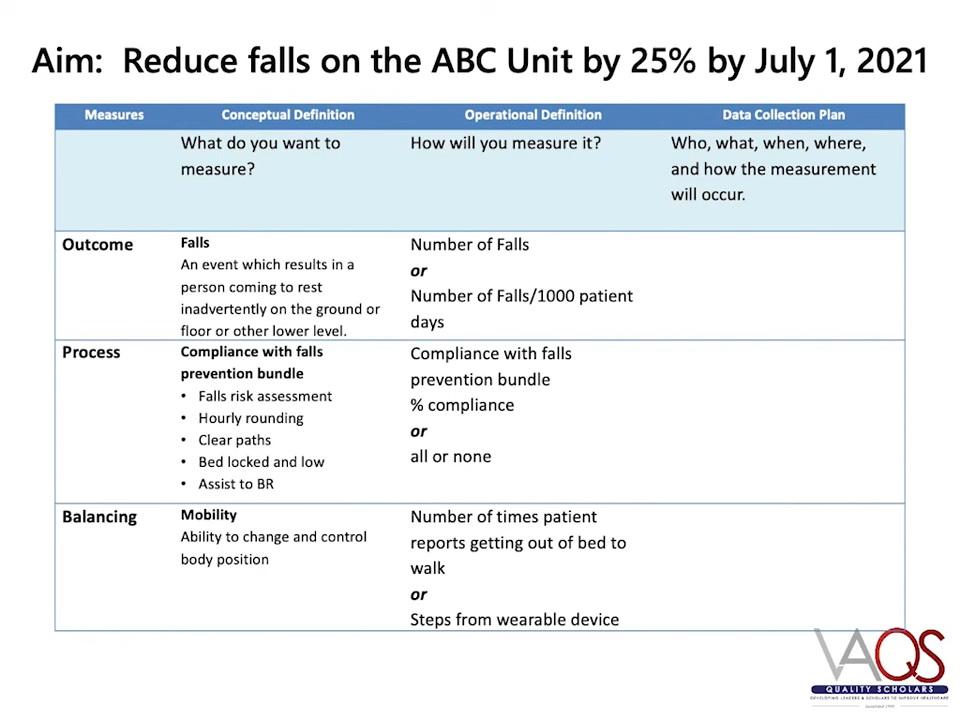 Aim: Reduce falls on the ABC Unit by 25% by July 1, 2021
Measures
Conceptual Definition
Operational Definition
Data Collection Plan
What do you want to
measure?
How will you measure it?
Who, what, when, where,
and how the measurement
will occur.
Outcome
Falls
An event which results in a
person coming to rest
inadvertently on the ground or
floor or other lower level.
Number of Falls
or
Number of Falls/1000 patient
days
Process
Compliance with falls
prevention bundle
• Falls risk assessment
• Hourly rounding
• Clear paths
• Bed locked and low
• Assist to BR
Compliance with falls
prevention bundle
% compliance
or
all or none
Balancing
Mobility
Ability to change and control
body position
Number of times patient
reports getting out of bed to
walk
or
Steps from wearable device
VAQS
QUALITY SCHOLARS
DEVELOPING LEADERS & SCHOLARS TO IMPROVE HEALTHCARE